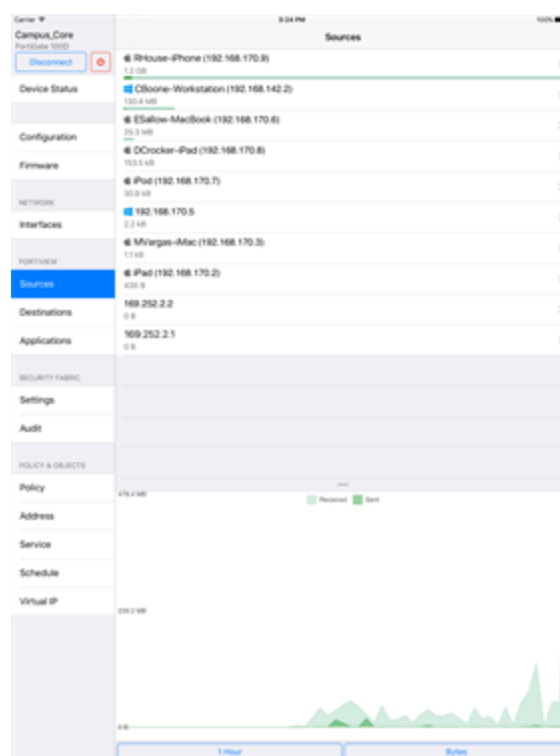 Carrier
3:24 PM
100%
Campus_Core
FortiGate 100D
Disconnect
Sources
Device Status
Configuration
Firmware
NETWORK
Interfaces
FORTIVIEW
Sources
Destinations
Applications
SECURITY FABRIC
Settings
Audit
POLICY & OBJECTS
Policy
Address
Service
Schedule
Virtual IP
RHouse-iPhone (192.168.170.9)
1.2 GB
CBoone-Workstation (192.168.142.2)
130.4 MB
ESallow-MacBook (192.168.170.6)
25.3 MB
DCrocker-iPad (192.168.170.8)
153.5 kB
iPod (192.168.170.7)
30.9 kB
192.168.170.5
2.2 kB
MVargas-iMac (192.168.170.3)
1.1 kB
iPad (192.168.170.2)
435 B
169.252.2.2
0 B
169.252.2.1
0 B
Received
Sent
0 B
1 Hour
Bytes